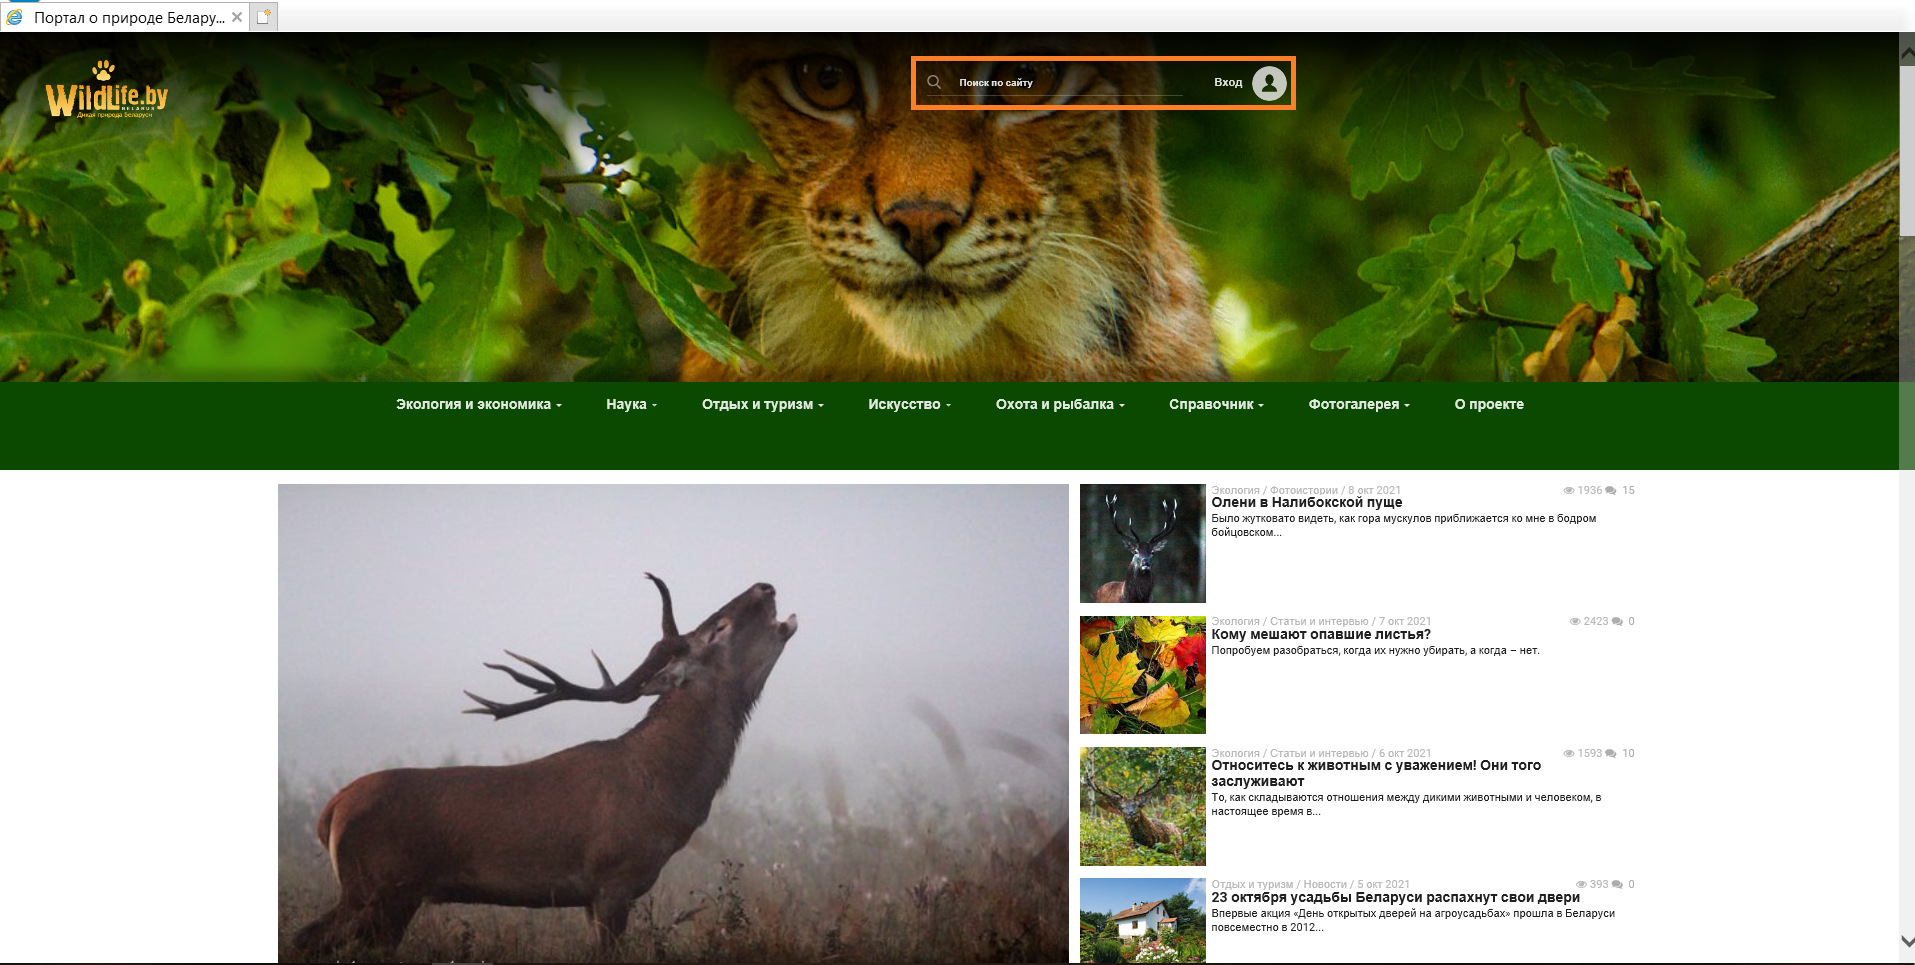 Портал о природе Белару...
WildLife.by
BELARUS
Дикая природа Беларуси
Поиск по сайту
Вход
Экология и экономика
Наука
Отдых и туризм
Искусство
Охота и рыбалка
Справочник
Фотогалерея
О проекте
Экология / Фотоистории / 8 окт 2021 1936 15
Олени в Налибокской пуще
Было жутковато видеть, как гора мускулов приближается ко мне в бодром
бойцовском...
Экология / Статьи и интервью / 7 окт 2021 2423 0
Кому мешают опавшие листья?
Попробуем разобраться, когда их нужно убирать, а когда – нет.
Экология / Статьи и интервью / 6 окт 2021 1593 10
Относитесь к животным с уважением! Они того
заслуживают
То, как складываются отношения между дикими животными и человеком, в
настоящее время в...
Отдых и туризм / Новости / 5 окт 2021 393 0
23 октября усадьбы Беларуси распахнут свои двери
Впервые акция «День открытых дверей на агроусадьбах» прошла в Беларуси
повсеместно в 2012...